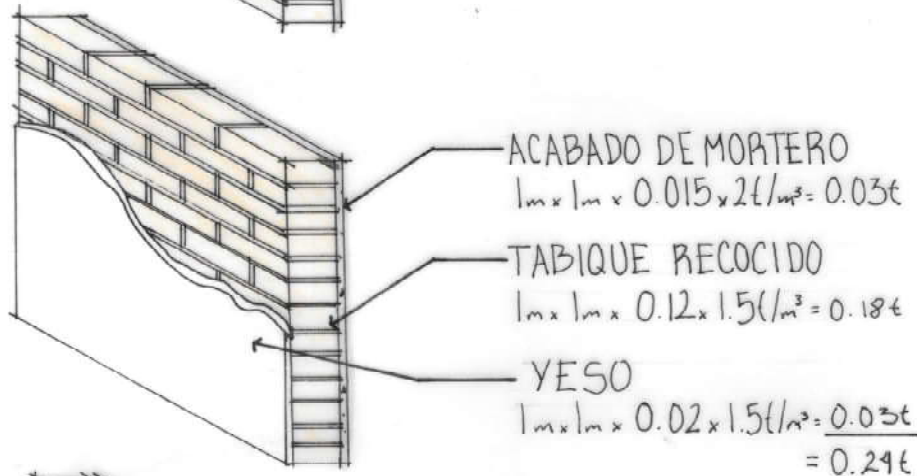 ACABADO DE MORTERO
1m x 1m x 0.015 x 2t/m³ = 0.03t
TABIQUE RECOCIDO
1m x 1m x 0.12 x 1.5t/m³ = 0.18t
YESO
1m x 1m x 0.02 x 1.5t/m³ = 0.03t
= 0.24t